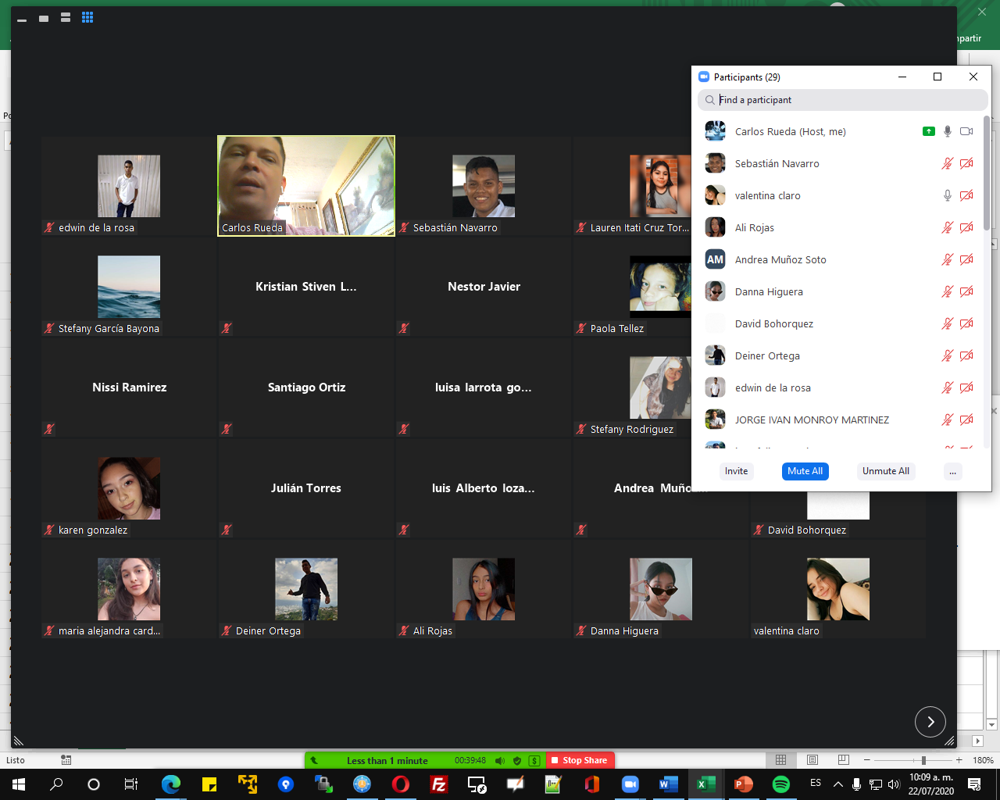 partir
Participants (29)
Find a participant
Carlos Rueda (Host, me)
Sebastián Navarro
valentina claro
Ali Rojas
AM Andrea Muñoz Soto
Danna Higuera
David Bohorquez
Deiner Ortega
edwin de la rosa
JORGE IVAN MONROY MARTINEZ
Invite
Mute All
Unmute All
...
edwin de la rosa
Carlos Rueda
Sebastián Navarro
Lauren Itati Cruz Tor...
Stefany García Bayona
Kristian Stiven L...
Nestor Javier
Paola Tellez
Nissi Ramirez
Santiago Ortiz
luisa larrota go...
Stefany Rodriguez
karen gonzalez
Julián Torres
luis Alberto loza...
Andrea Muño
David Bohorquez
maria alejandra card...
Deiner Ortega
Ali Rojas
Danna Higuera
valentina claro
Listo
Less than 1 minute
00:39:48
Stop Share
180%
ES
10:09 a. m.
22/07/2020